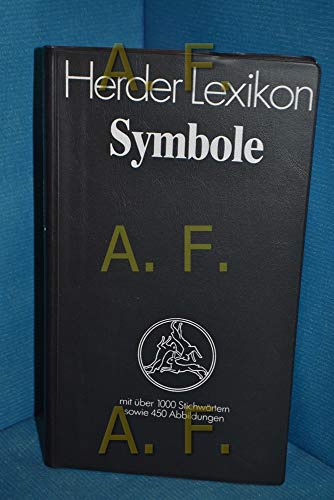 A. F.
Herder Lexikon
Symbole
A. F.
A. F.
mit über 1000 Stichwörtern
sowie 450 Abbildungen
A. F.